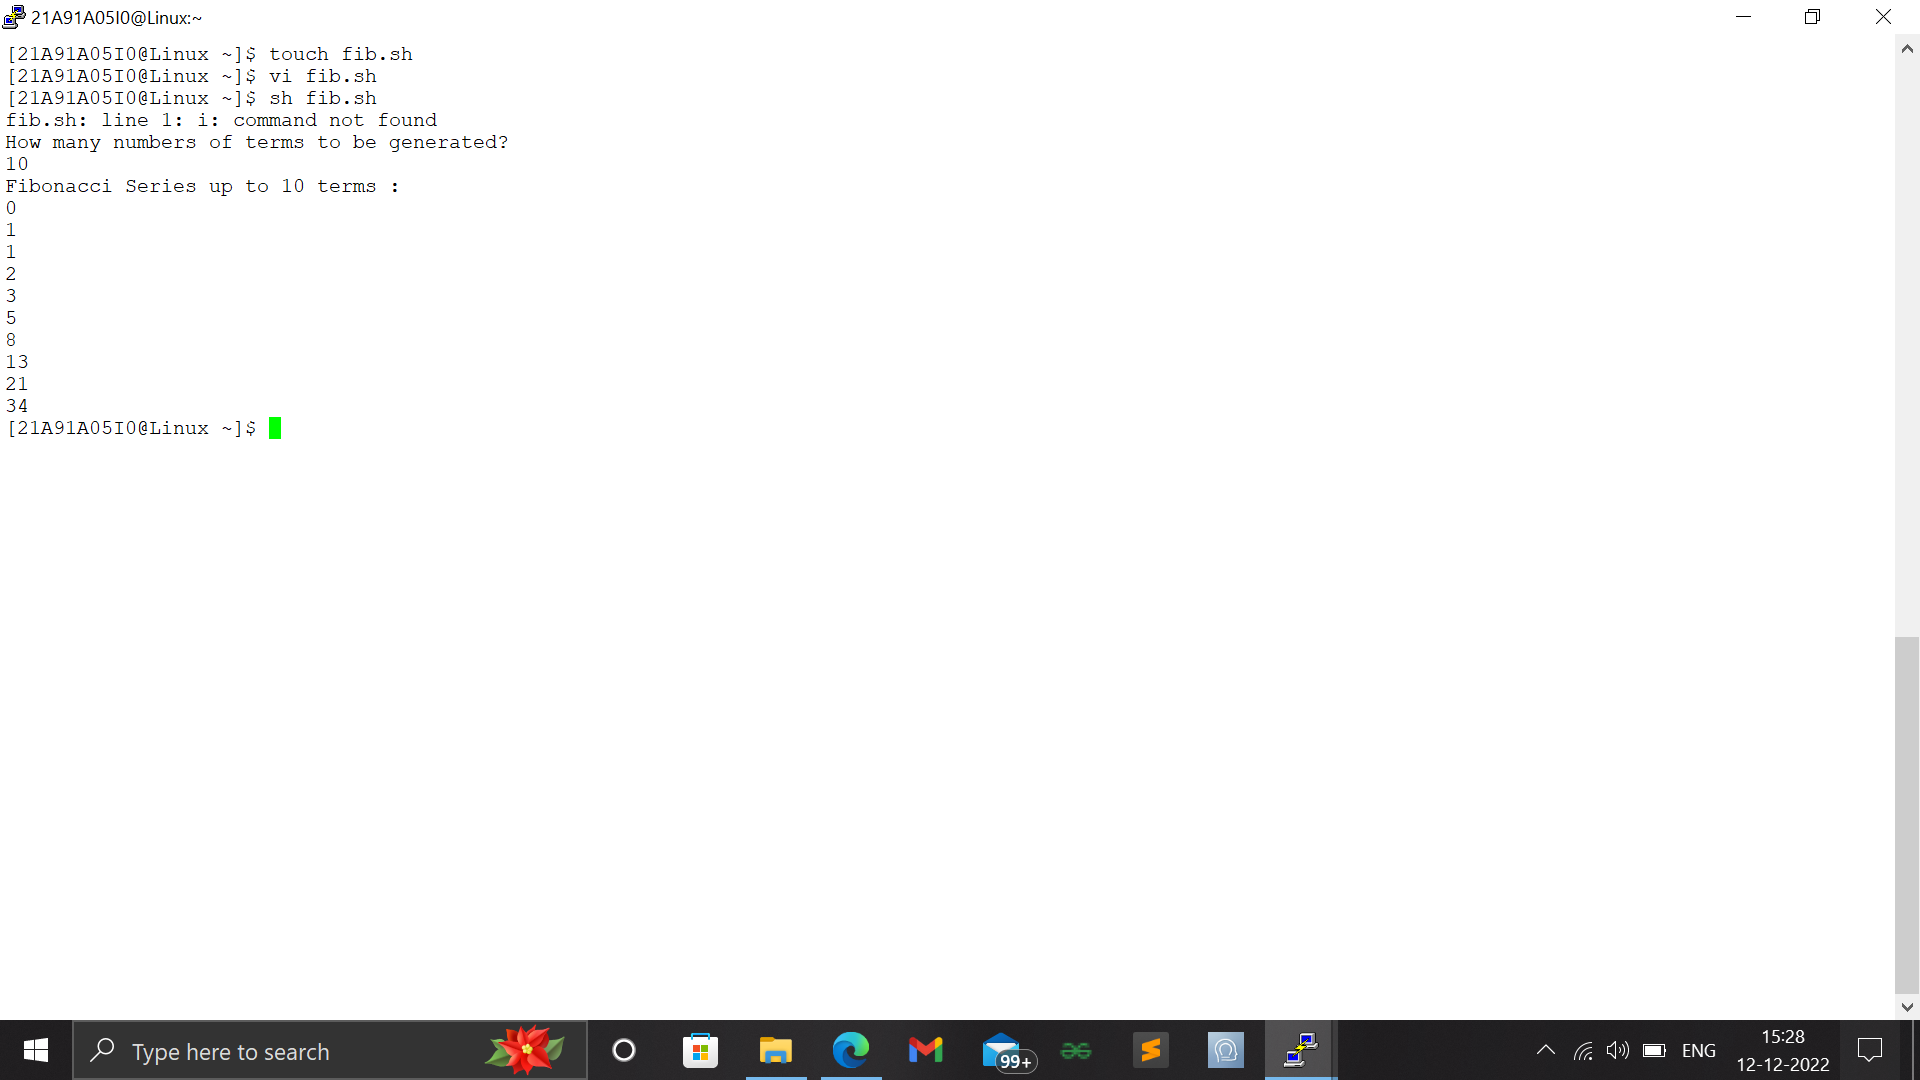 21A91A05I0@Linux:~
[21A91A05I0@Linux ~]$ touch fib.sh
[21A91A05I0@Linux ~]$ vi fib.sh
[21A91A05I0@Linux ~]$ sh fib.sh
fib.sh: line 1: i: command not found
How many numbers of terms to be generated?
10
Fibonacci Series up to 10 terms :
0
1
1
2
3
5
8
13
21
34
[21A91A05I0@Linux ~]$
Type here to search
99+
ENG
15:28
12-12-2022